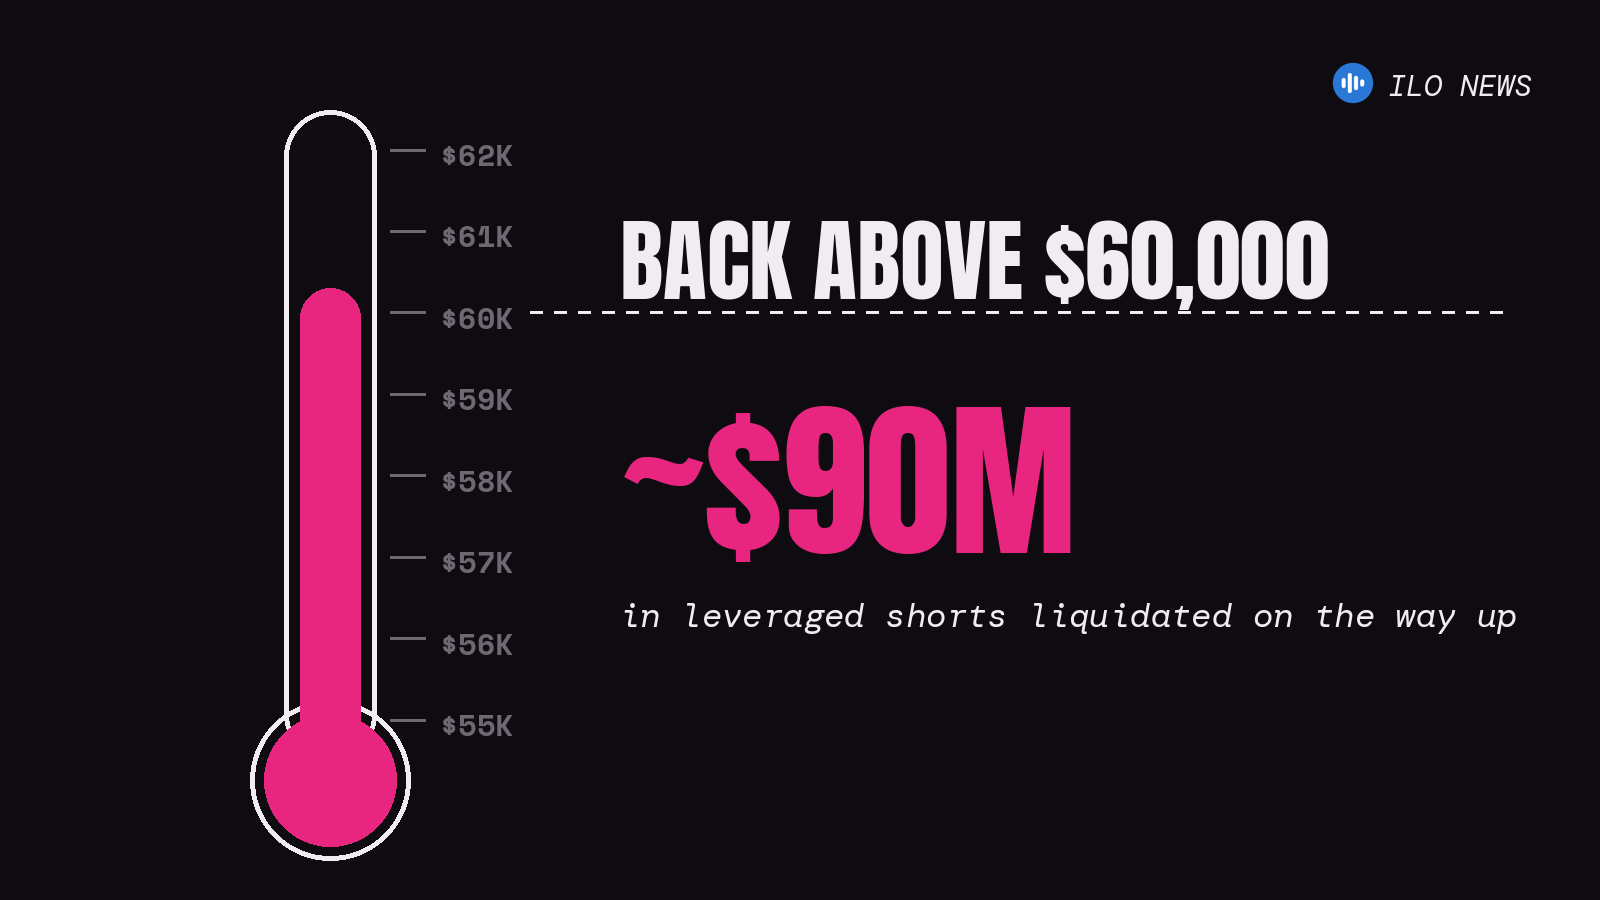 ILO NEWS
$62K
$61K
BACK ABOVE $60,000
$60K
$59K
~$90M
$58K
$57K
in leveraged shorts liquidated on the way up
$56K
$55K